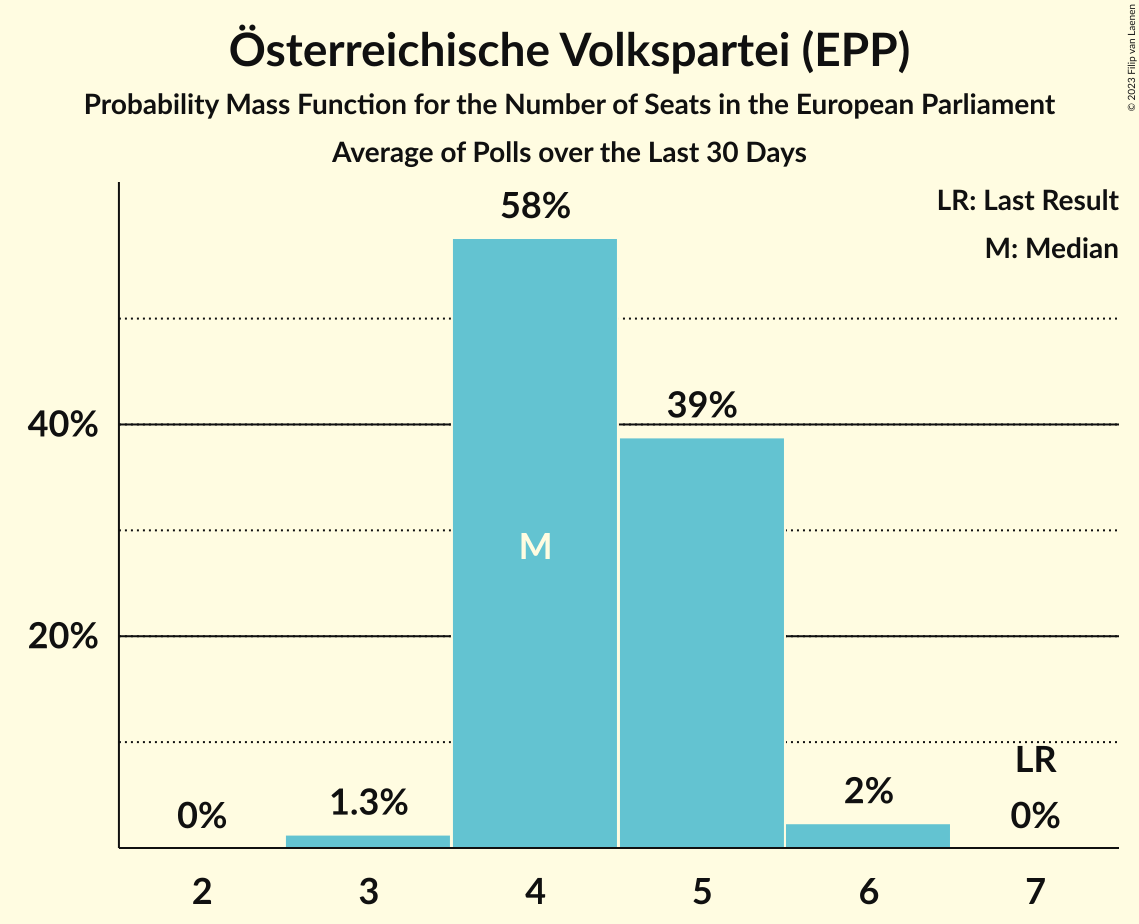 Österreichische Volkspartei (EPP)
Probability Mass Function for the Number of Seats in the European Parliament
Average of Polls over the Last 30 Days
© 2023 Filip van Laenen
LR: Last Result
M: Median
58%
39%
40%
M
20%
LR
0%
1.3%
2%
0%
2 3 4 5 6 7